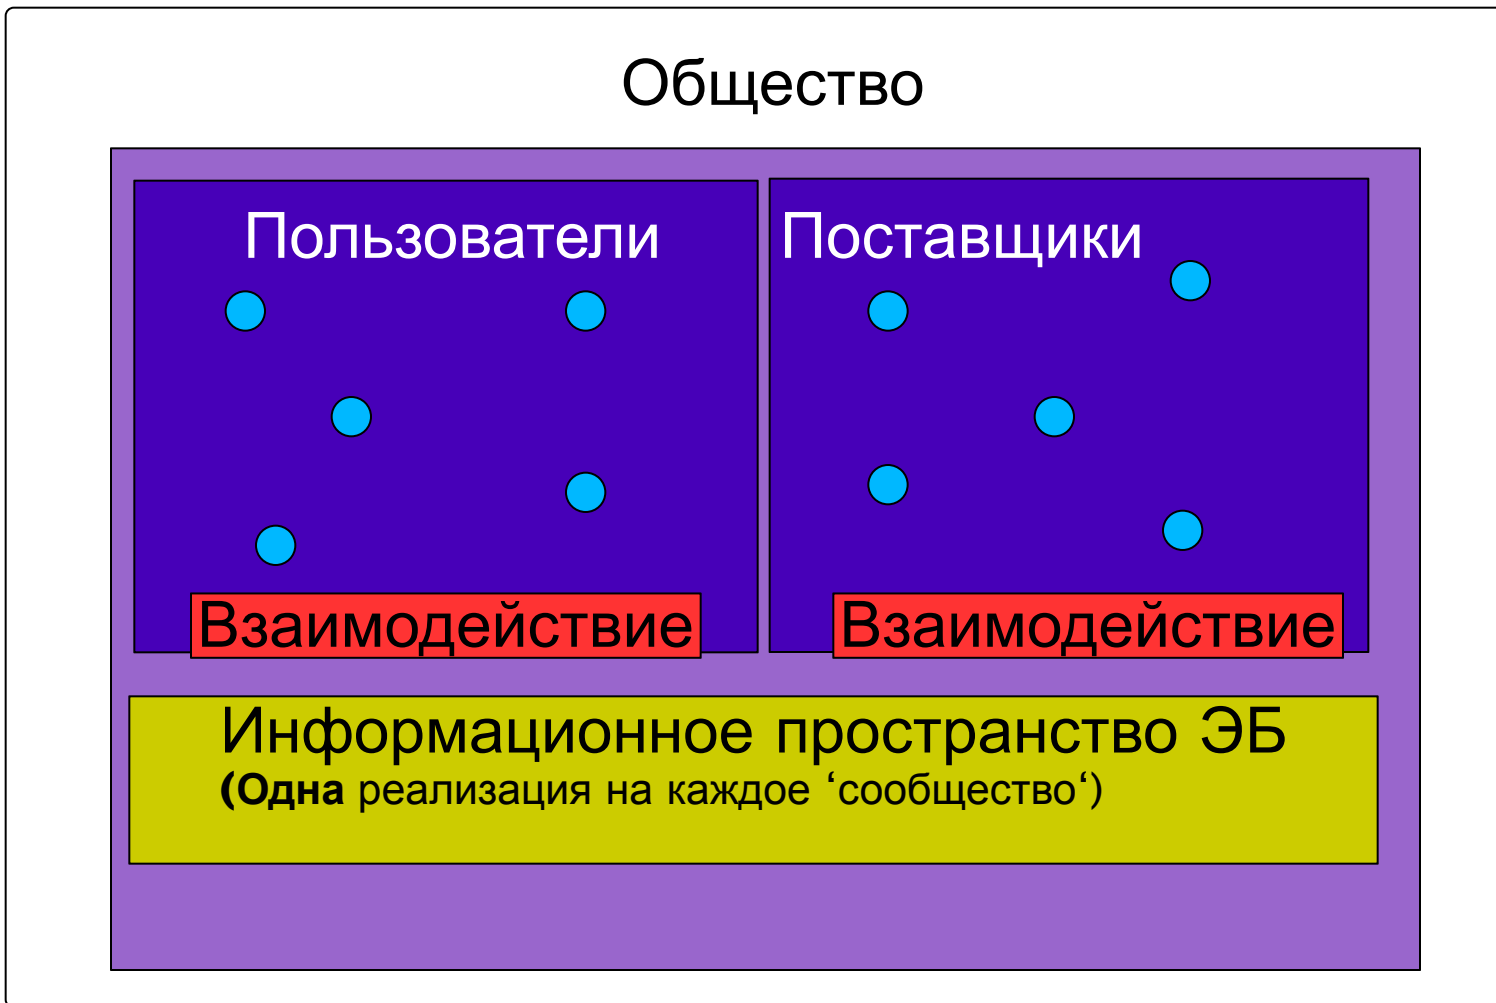 Общество
Пользователи
Поставщики
Взаимодействие
Взаимодействие
Информационное пространство ЭБ
(Одна реализация на каждое ‘сообщество‘)